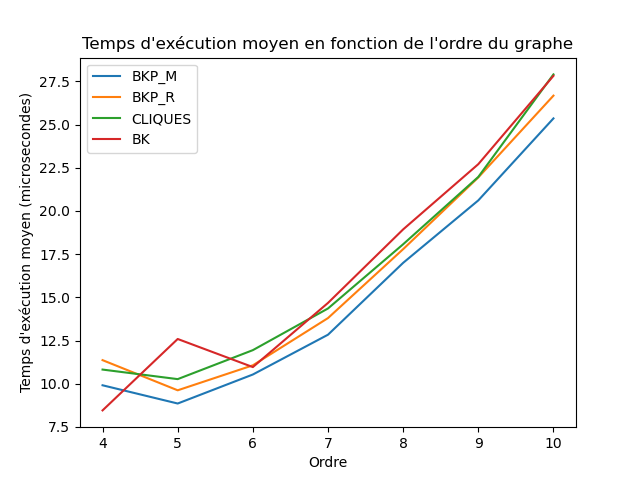 Temps d'exécution moyen en fonction de l'ordre du graphe
BKP_M
BKP_R
CLIQUES
BK
Temps d'exécution moyen (microsecondes)
27.5
25.0
22.5
20.0
17.5
15.0
12.5
10.0
7.5
4 5 6 7 8 9 10
Ordre